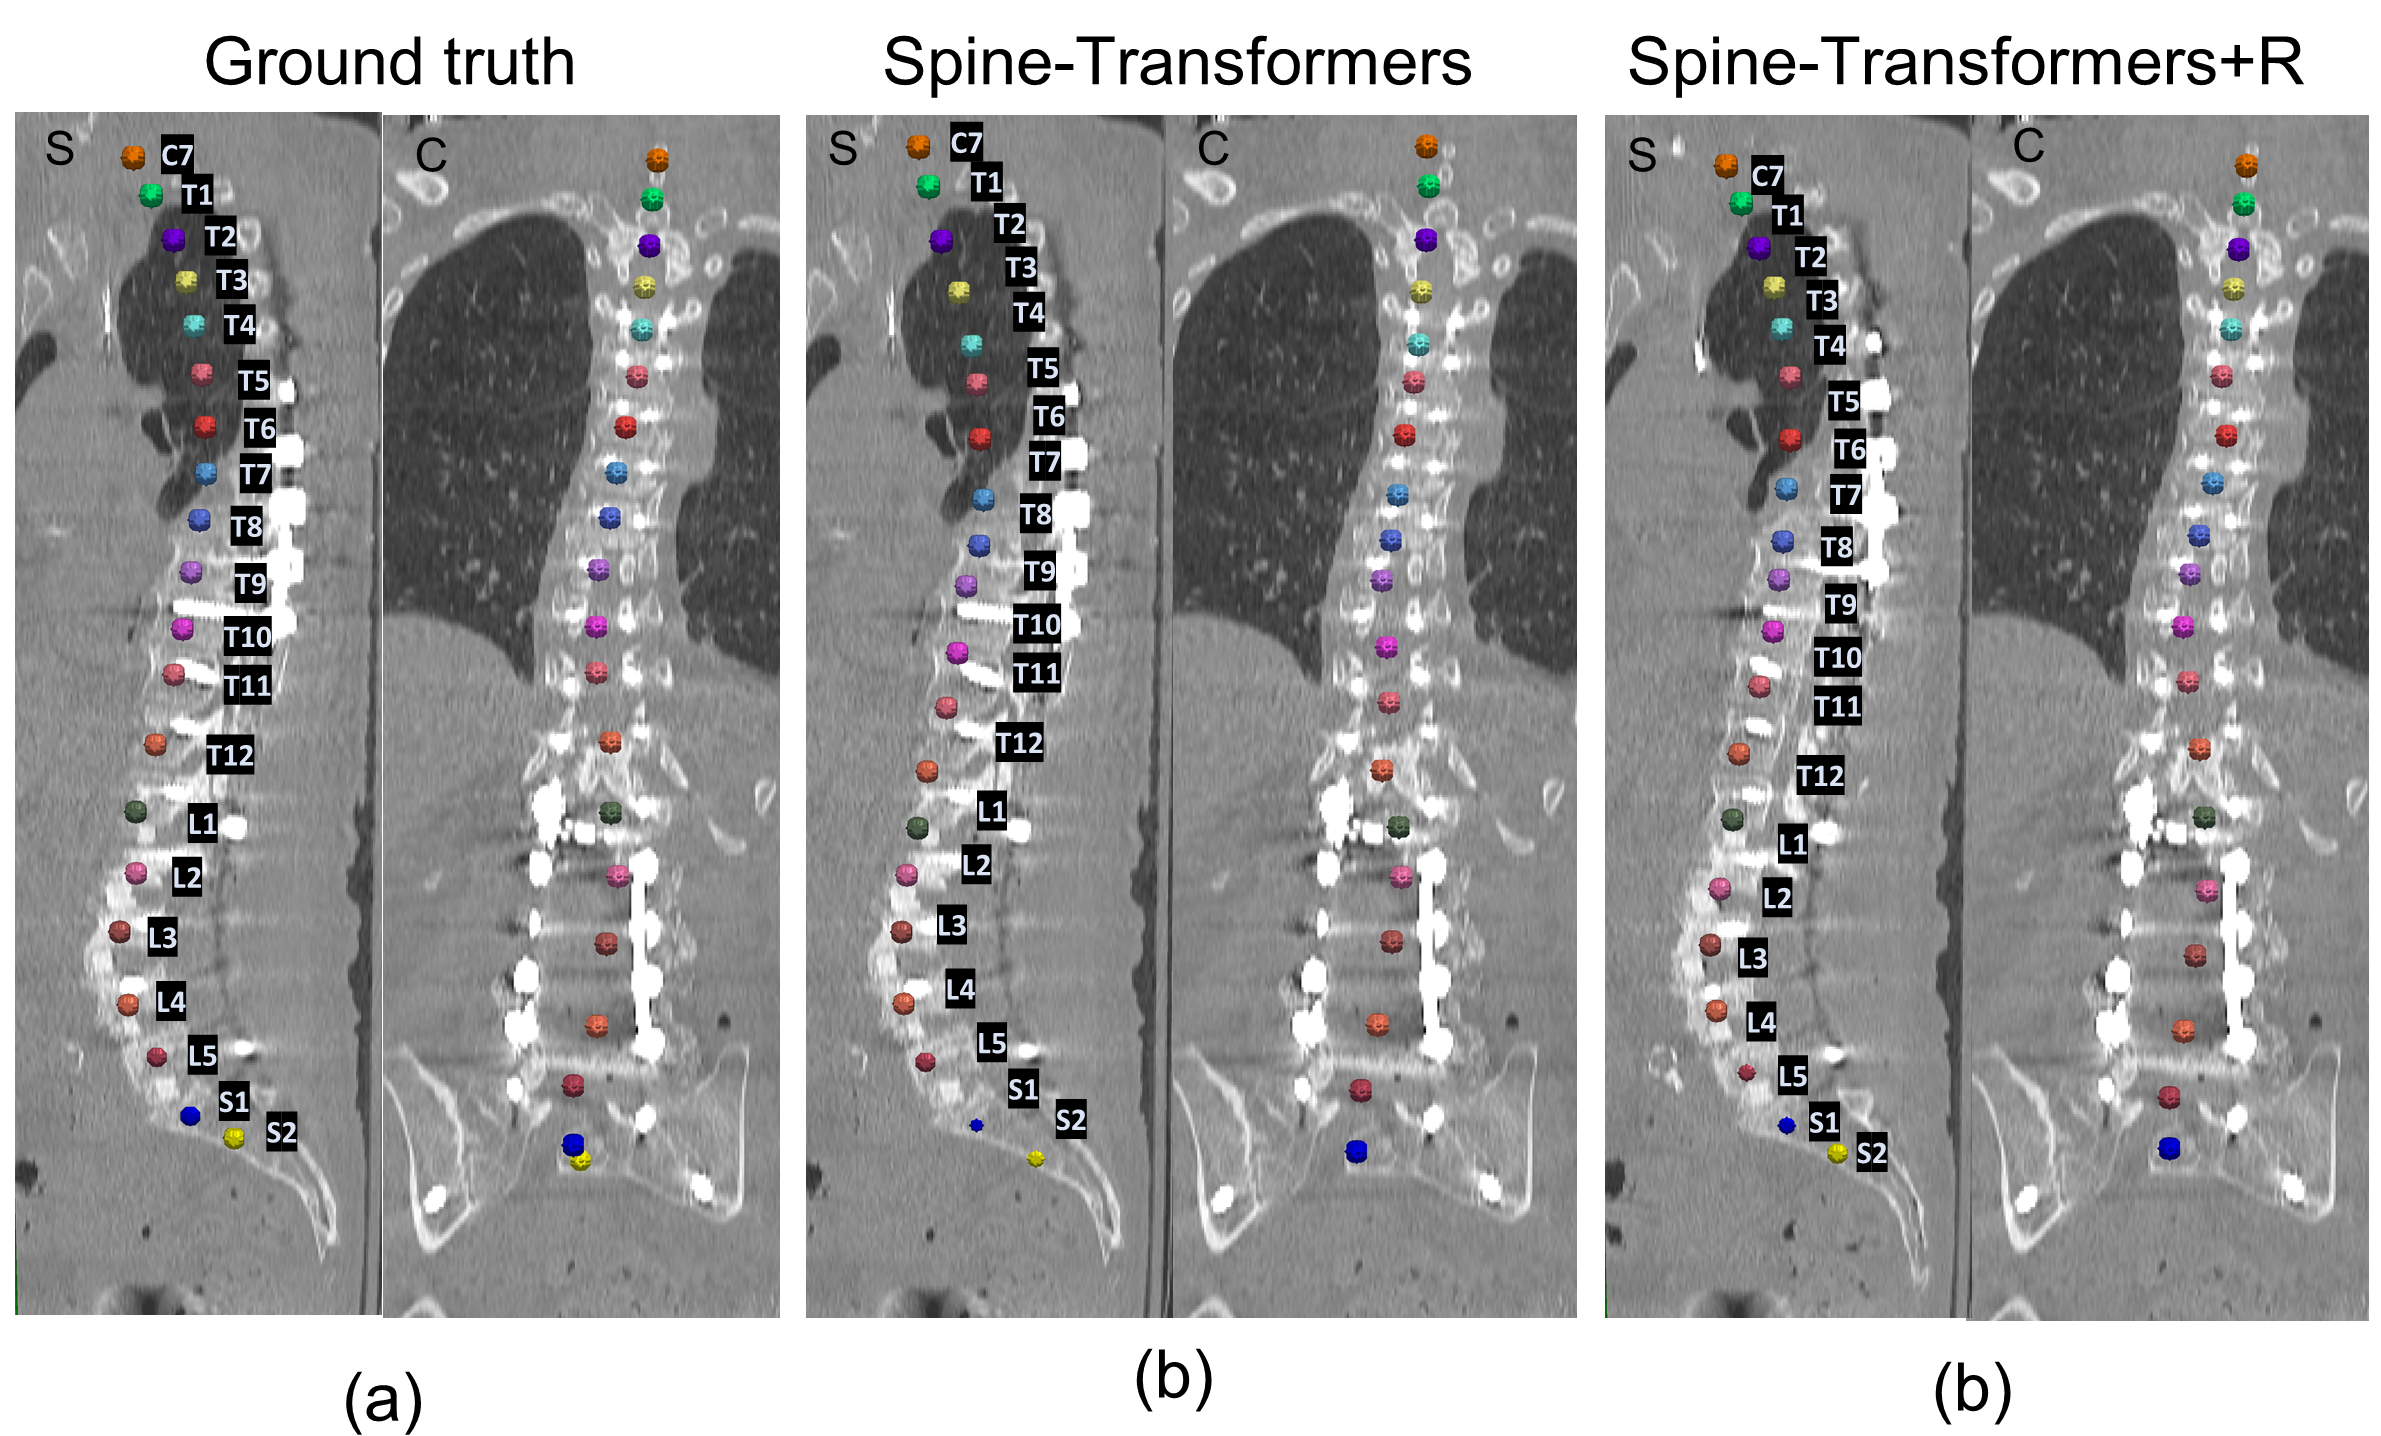 Ground truth
Spine-Transformers
Spine-Transformers+R
S
C7
T1
T2
T3
T4
T5
T6
T7
T8
T9
T10
T11
T12
L1
L2
L3
L4
L5
S1
S2
C
S
C7
T1
T2
T3
T4
T5
T6
T7
T8
T9
T10
T11
T12
L1
L2
L3
L4
L5
S1
S2
C
S
C7
T1
T2
T3
T4
T5
T6
T7
T8
T9
T10
T11
T12
L1
L2
L3
L4
L5
S1
S2
C
(a)
(b)
(b)